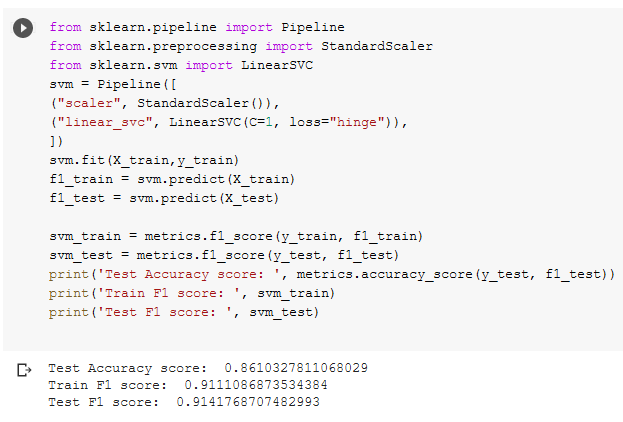 from sklearn.pipeline import Pipeline
from sklearn.preprocessing import StandardScaler
from sklearn.svm import LinearSVC
svm = Pipeline([
("scaler", StandardScaler()),
("linear_svc", LinearSVC(C=1, loss="hinge")),
])
svm.fit(X_train,y_train)
f1_train = svm.predict(X_train)
f1_test = svm.predict(X_test)
svm_train = metrics.f1_score(y_train, f1_train)
svm_test = metrics.f1_score(y_test, f1_test)
print('Test Accuracy score: ', metrics.accuracy_score(y_test, f1_test))
print('Train F1 score: ', svm_train)
print('Test F1 score: ', svm_test)
Test Accuracy score:  0.8610327811068029
Train F1 score:  0.9111086873534384
Test F1 score:  0.9141768707482993